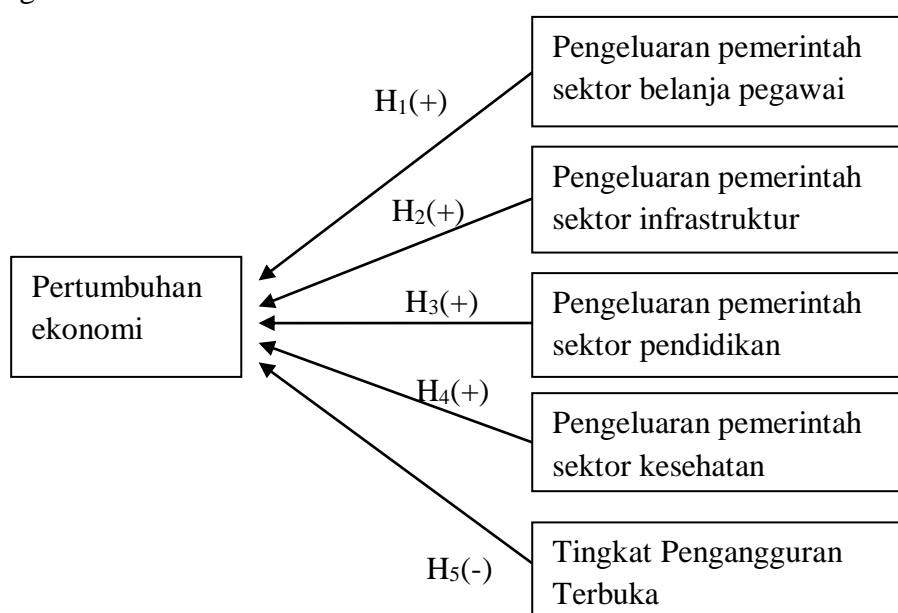 Pengeluaran pemerintah
sektor belanja pegawai
H₁(+)
Pengeluaran pemerintah
sektor infrastruktur
H₂(+)
Pertumbuhan
ekonomi
H₃(+)
Pengeluaran pemerintah
sektor pendidikan
H₄(+)
Pengeluaran pemerintah
sektor kesehatan
H₅(-)
Tingkat Pengangguran
Terbuka